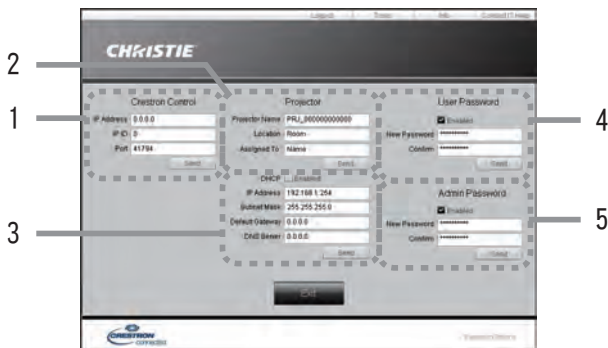 Logout Tools Info Contact IT Help
CHRISTIE
2
1
3
4
5
Crestron Control
IP Address 0.0.0.0
IP ID 0
Port 41794
Send
Projector
Projector Name PRJ_000000000000
Location Room
Assigned To Name
Send
DHCP Enabled
IP Address 192.168.1.254
Subnet Mask 255.255.255.0
Default Gateway 0.0.0.0
DNS Server 0.0.0.0
Send
User Password
Enabled
New Password **********
Confirm **********
Send
Admin Password
Enabled
New Password **********
Confirm **********
Send
Exit
CRESTRON
connected